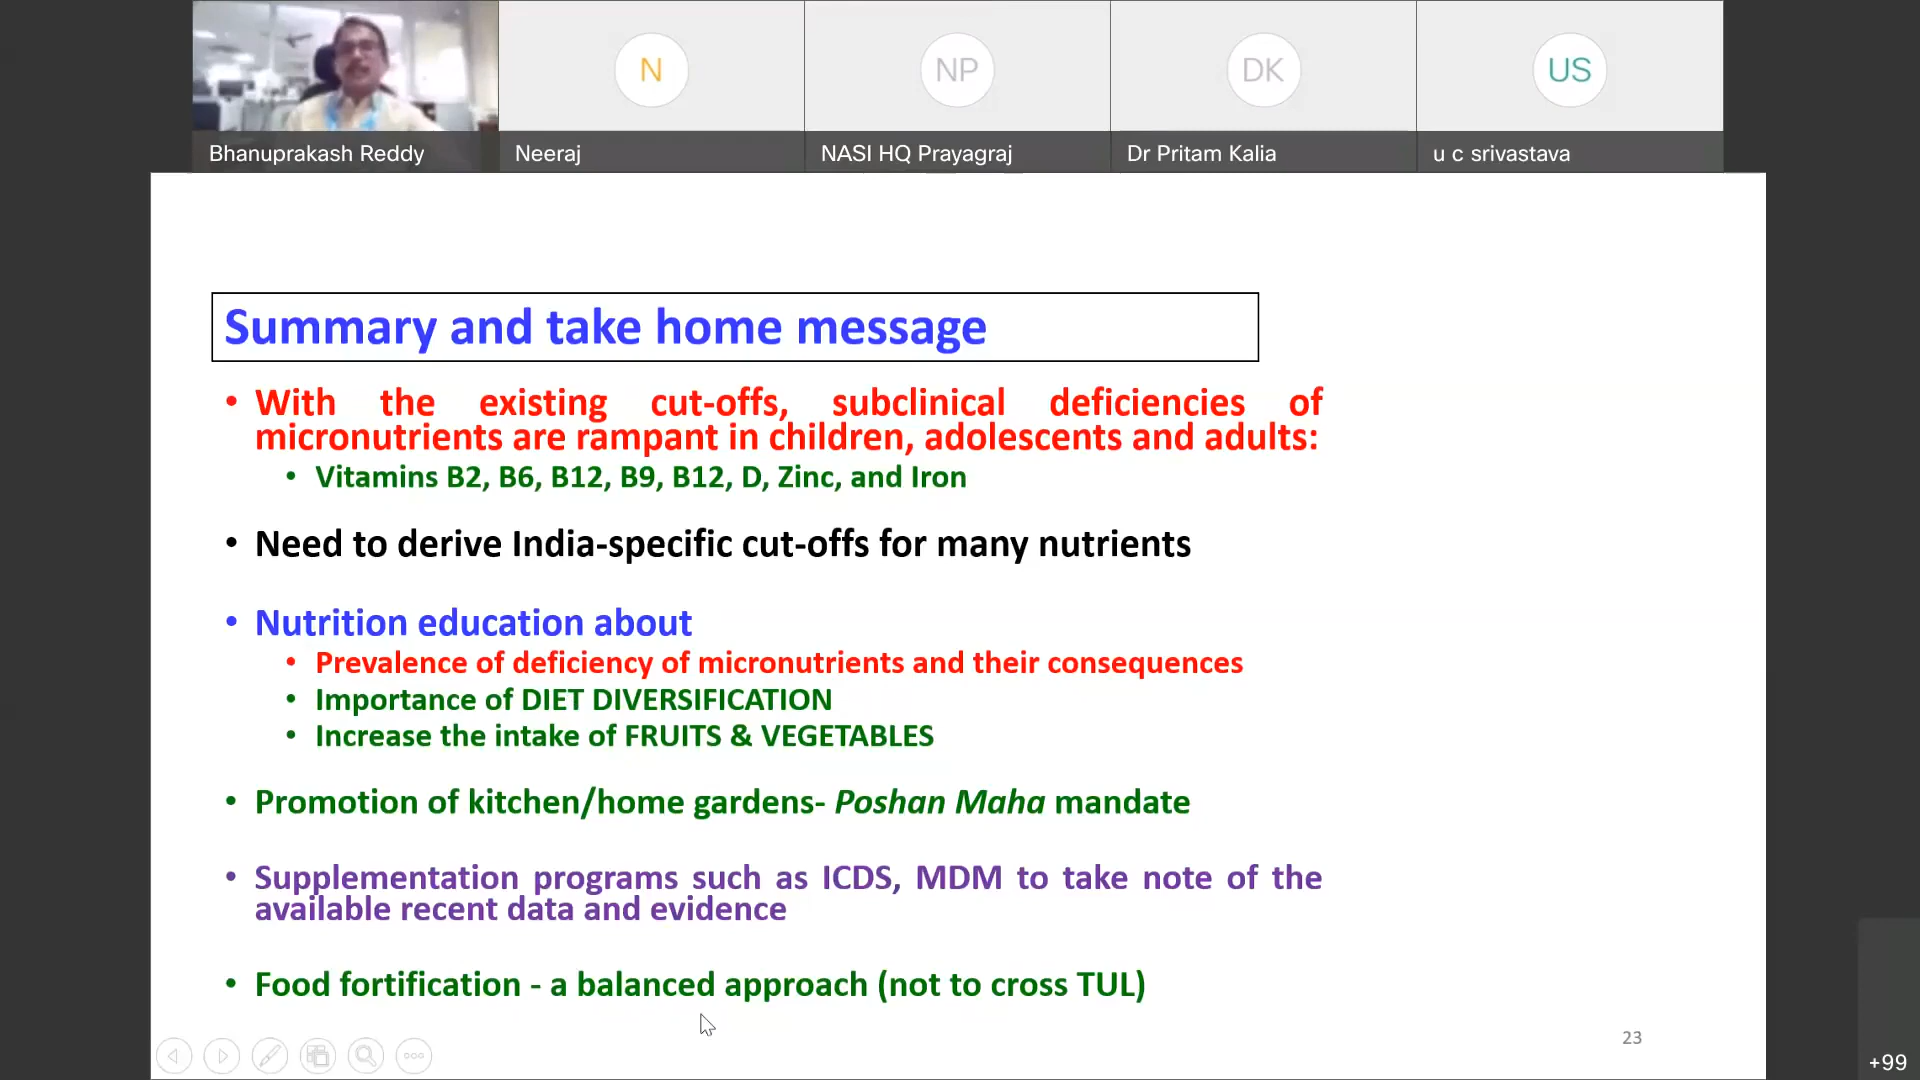 N
NP
DK
US
Bhanuprakash Reddy
Neeraj
NASI HQ Prayagraj
Dr Pritam Kalia
u c srivastava
Summary and take home message
• With the existing cut-offs, subclinical deficiencies of
micronutrients are rampant in children, adolescents and adults:
• Vitamins B2, B6, B12, B9, B12, D, Zinc, and Iron
• Need to derive India-specific cut-offs for many nutrients
• Nutrition education about
• Prevalence of deficiency of micronutrients and their consequences
• Importance of DIET DIVERSIFICATION
• Increase the intake of FRUITS & VEGETABLES
• Promotion of kitchen/home gardens- Poshan Maha mandate
• Supplementation programs such as ICDS, MDM to take note of the
available recent data and evidence
• Food fortification - a balanced approach (not to cross TUL)
23
+99